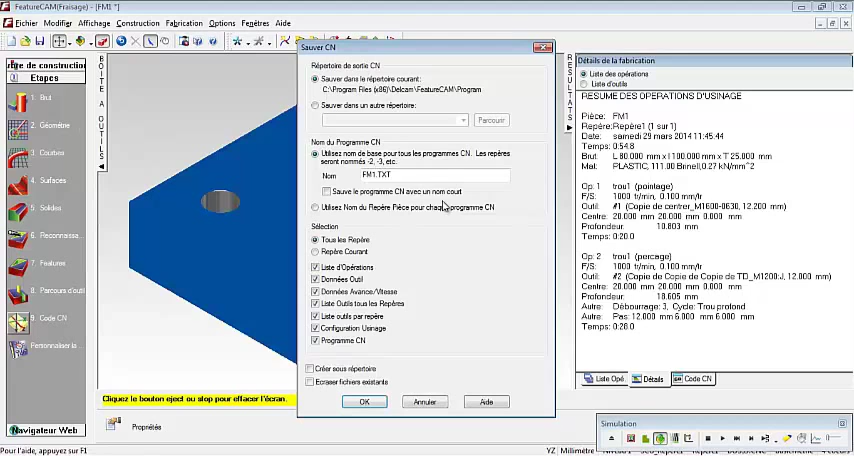 FeatureCAM(Fraisage) - [FM1 *]
Fichier Modifier Affichage Construction Fabrication Options Fenêtres Aide
Etapes
1. Brut
2. Géométrie
3. Courbes
4. Surfaces
5. Solides
6. Reconnaissa
7. Features
8. Parcours d'outil
9. Code CN
Personnaliser la
Navigateur Web
BOITE A OUTILS
Cliquez le bouton eject ou stop pour effacer l'écran.
Propriétés
Pour l'aide, appuyez sur F1
Sauver CN
Répertoire de sortie CN
Sauver dans le répertoire courant:
C:\Program Files (x86)\Delcam\FeatureCAM\Program
Sauver dans un autre répertoire:
Parcourir
Nom du Programme CN
Utilisez nom de base pour tous les programmes CN. Les repères
seront nommés -2, -3, etc.
Nom FM1.TXT
Sauve le programme CN avec un nom court
Utilisez Nom du Repère Pièce pour chaque programme CN
Sélection
Tous les Repère
Repère Courant
Liste d'Opérations
Données Outil
Données Avance/Vitesse
Liste Outils tous les Repères
Liste outils par repère
Configuration Usinage
Programme CN
Créer sous répertoire
Ecraser fichiers existants
OK Annuler Aide
RESULTATS
Détails de la fabrication
Liste des opérations
Liste d'outils
RESUME DES OPERATIONS D'USINAGE
Pièce: FM1
Repère:Repère1 (1 sur 1)
Date: samedi 29 mars 2014 11:45:44
Temps: 0:54.8
Brut: L 80.000 mm x l 100.000 mm x T 25.000 mm
Mat: PLASTIC, 111.0 Brinell,0.27 kN/mm^2
Op: 1 trou1 (pointage)
F/S: 1000 tr/min, 0.100 mm/tr
Outil: #1 (Copie de centrer_M1600-0630, 12.200 mm)
Centre: 20.000 mm 20.000 mm 0.000 mm
Profondeur: 10.803 mm
Temps: 0:20.0
Op: 2 trou1 (percage)
F/S: 1000 tr/min, 0.100 mm/tr
Outil: #2 (Copie de Copie de Copie de TD_M1200:J, 12.000 mm)
Centre: 20.000 mm 20.000 mm 0.000 mm
Profondeur: 18.605 mm
Autre: Débourrage: 3, Cycle: Trou profond
Autre: Pas: 12.000 mm 6.000 mm 6.000 mm
Temps: 0:28.0
Liste Opé. Détails Code CN
Simulation
YZ Millimètre